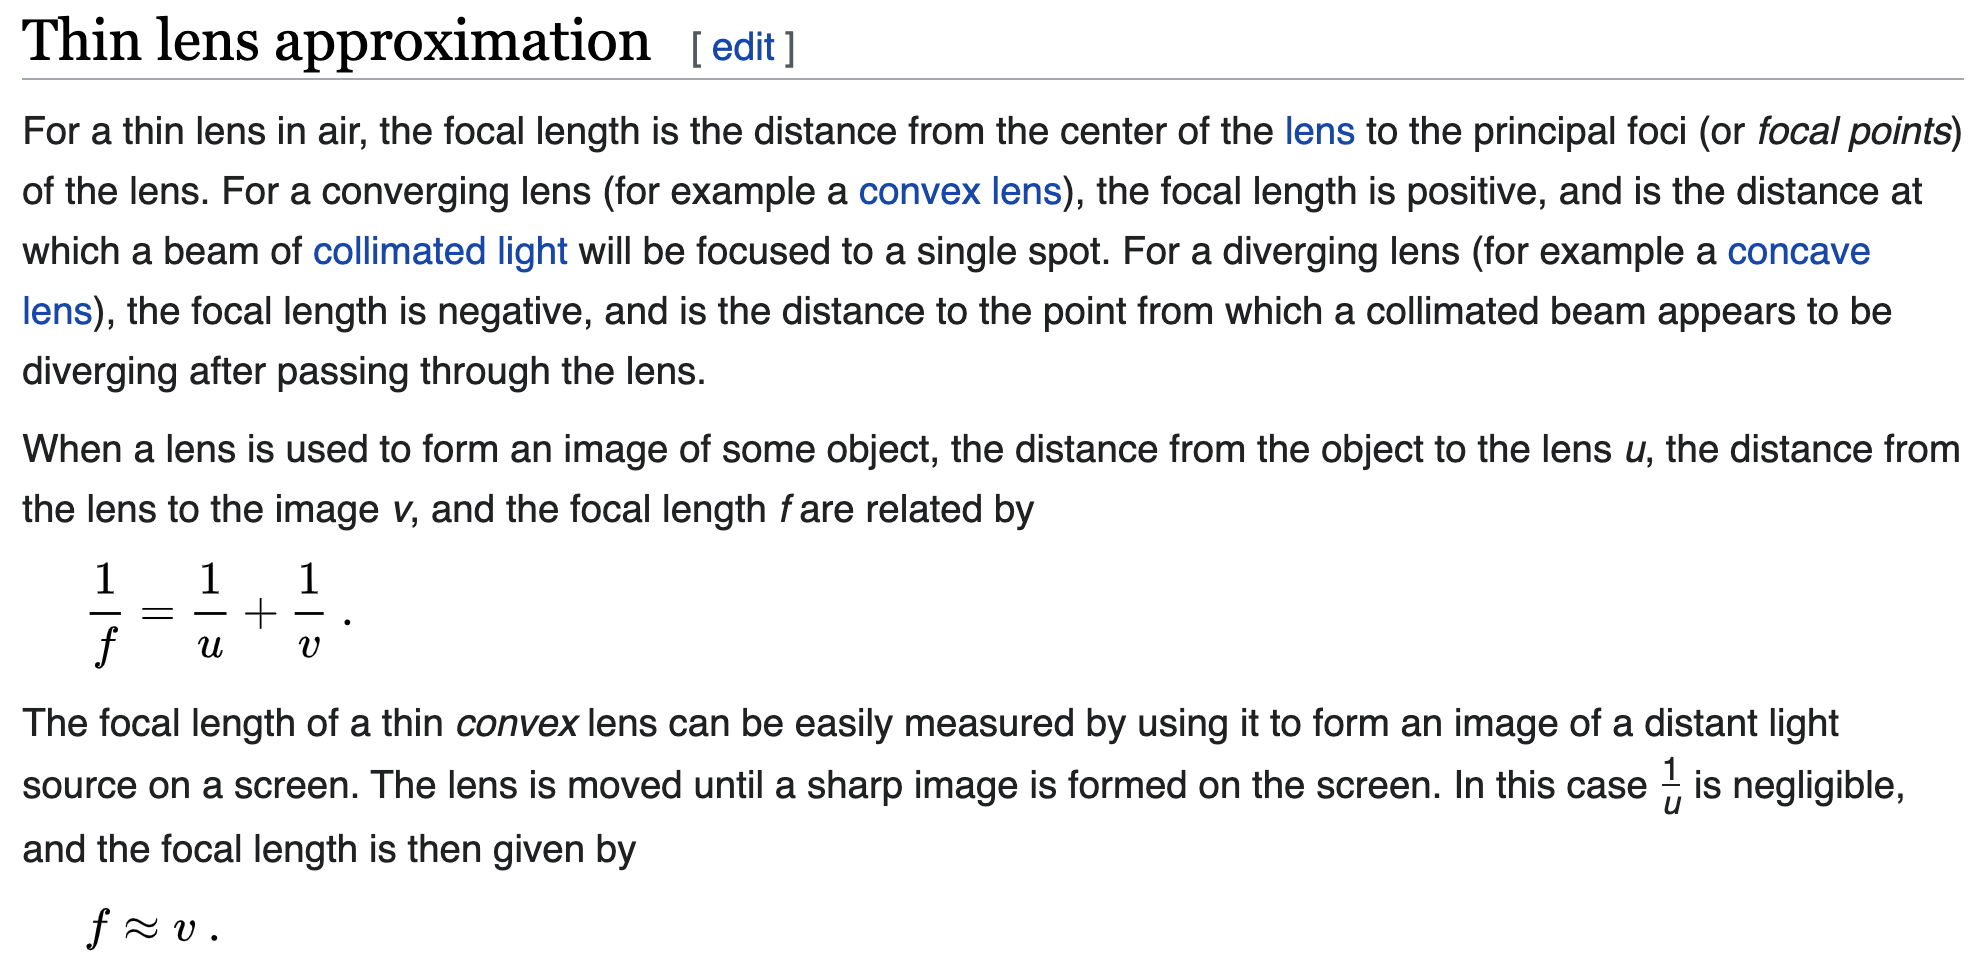 Thin lens approximation [ edit ]
For a thin lens in air, the focal length is the distance from the center of the lens to the principal foci (or focal points)
of the lens. For a converging lens (for example a convex lens), the focal length is positive, and is the distance at
which a beam of collimated light will be focused to a single spot. For a diverging lens (for example a concave
lens), the focal length is negative, and is the distance to the point from which a collimated beam appears to be
diverging after passing through the lens.
When a lens is used to form an image of some object, the distance from the object to the lens u, the distance from
the lens to the image v, and the focal length f are related by
1/f = 1/u + 1/v .
The focal length of a thin convex lens can be easily measured by using it to form an image of a distant light
source on a screen. The lens is moved until a sharp image is formed on the screen. In this case 1/u is negligible,
and the focal length is then given by
f ≈ v .